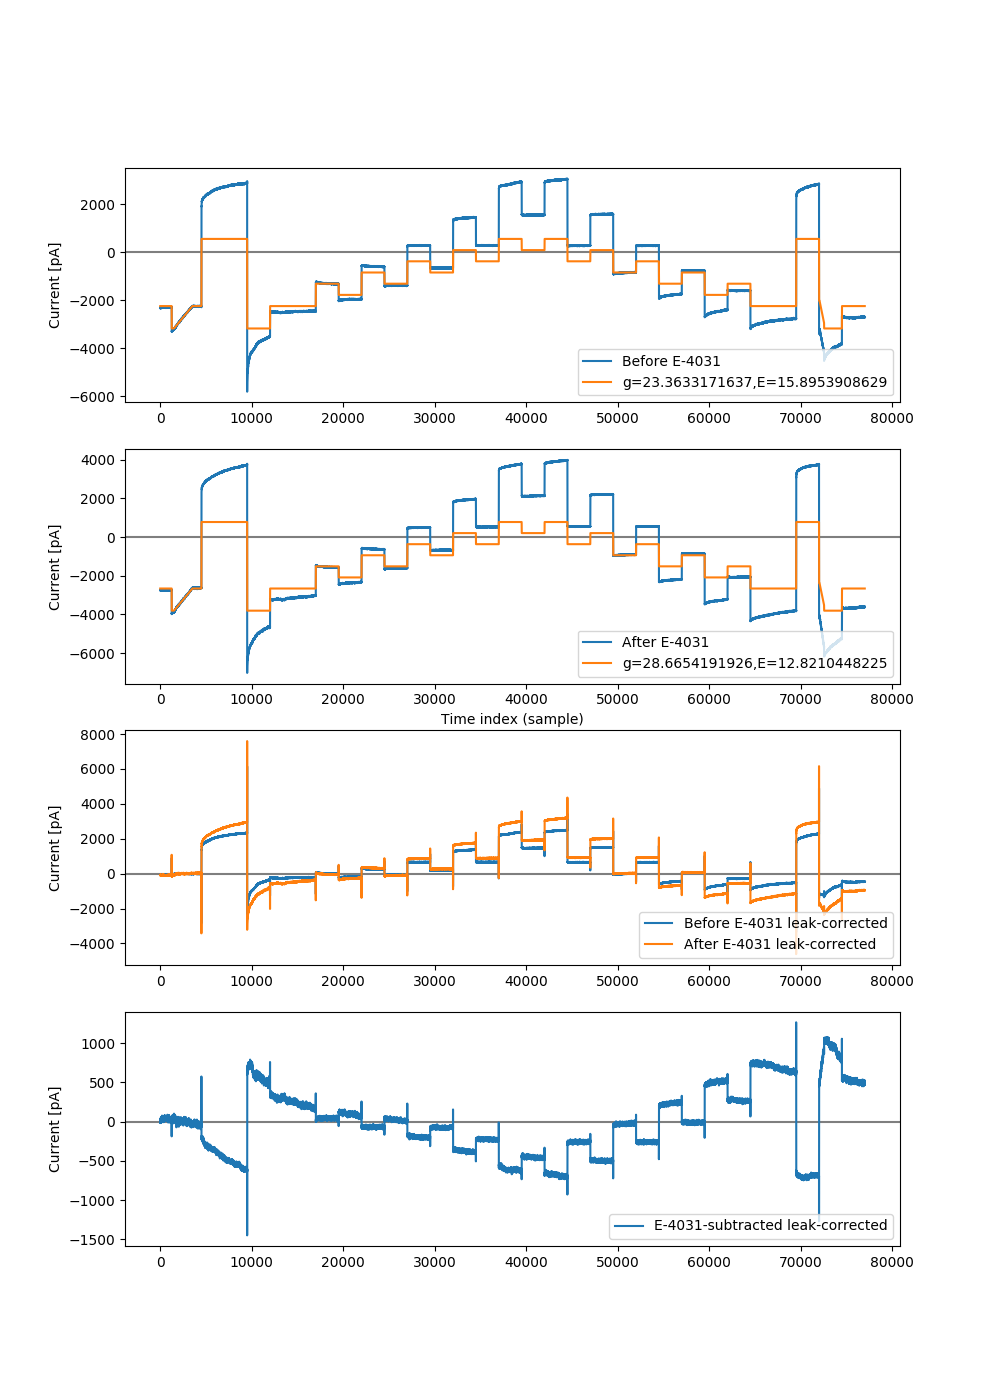 2000
0
−2000
−4000
−6000
Current [pA]
Before E-4031
g=23.3633171637,E=15.8953908629
0 10000 20000 30000 40000 50000 60000 70000 80000
4000
2000
0
−2000
−4000
−6000
Current [pA]
After E-4031
g=28.6654191926,E=12.8210448225
0 10000 20000 30000 40000 50000 60000 70000 80000
Time index (sample)
8000
6000
4000
2000
0
−2000
−4000
Current [pA]
Before E-4031 leak-corrected
After E-4031 leak-corrected
0 10000 20000 30000 40000 50000 60000 70000 80000
1000
500
0
−500
−1000
−1500
Current [pA]
E-4031-subtracted leak-corrected
0 10000 20000 30000 40000 50000 60000 70000 80000